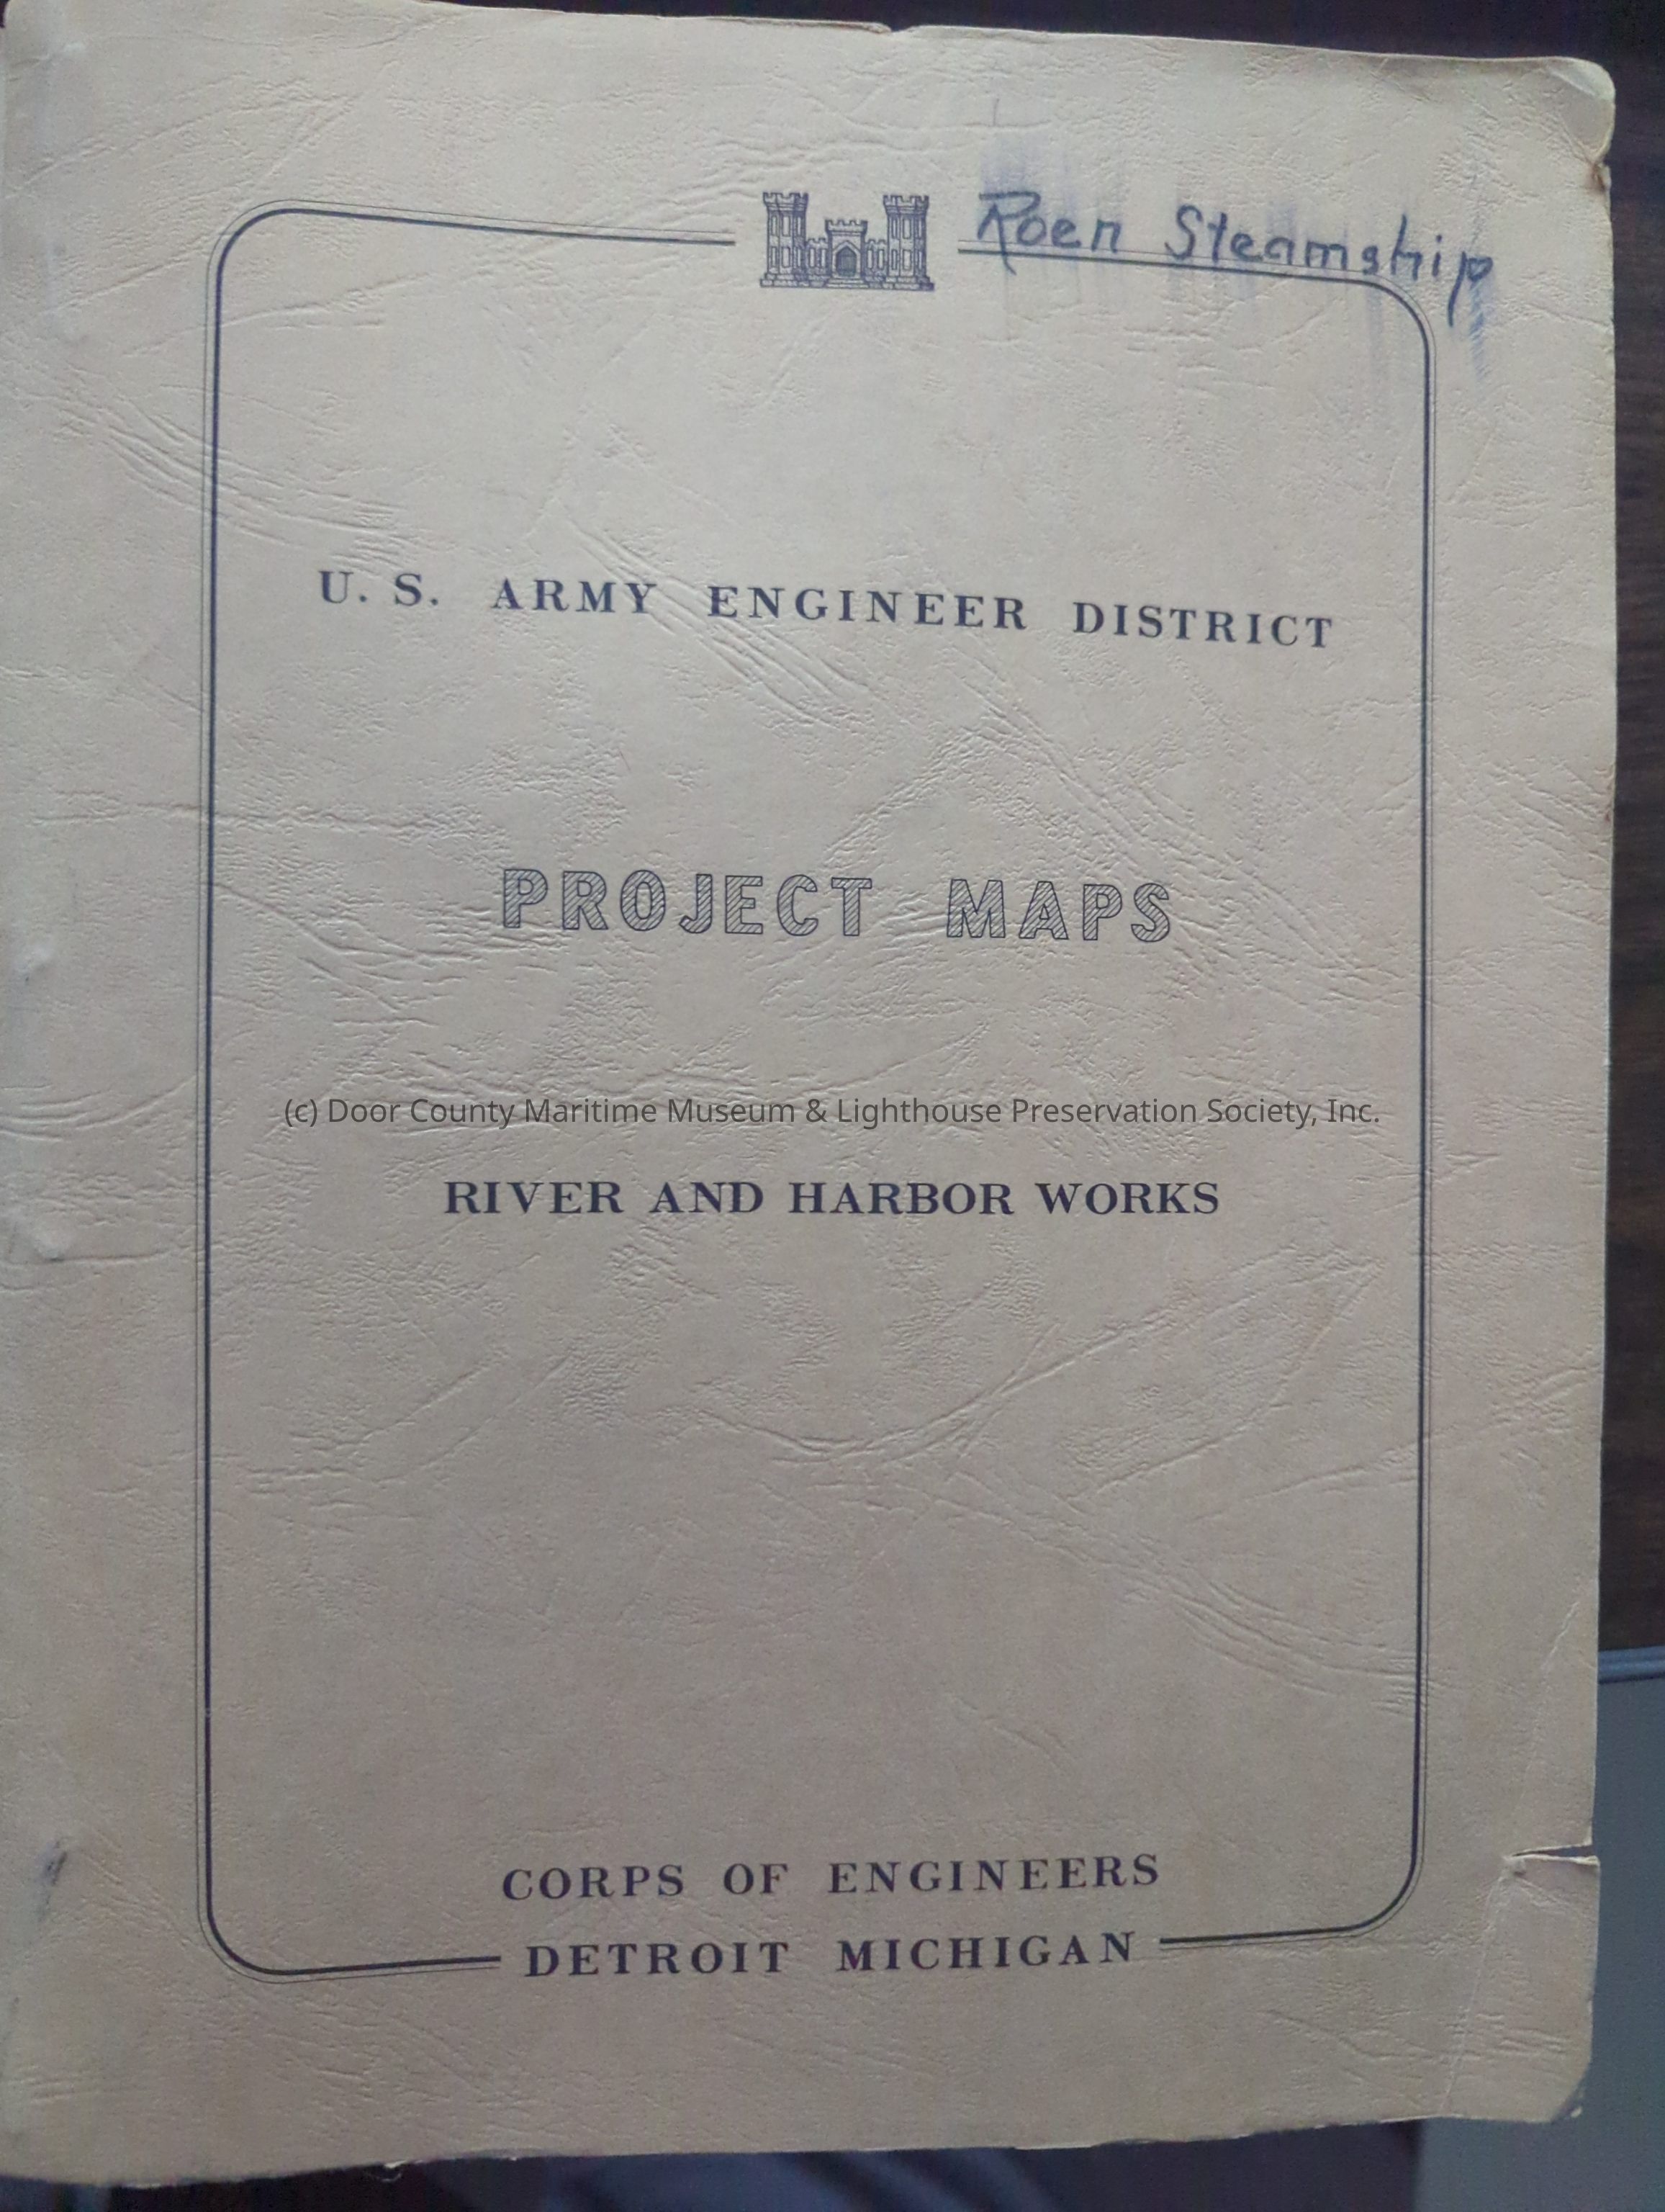 Roen Steamship
U. S. ARMY ENGINEER DISTRICT
PROJECT MAPS
(c) Door County Maritime Museum & Lighthouse Preservation Society, Inc.
RIVER AND HARBOR WORKS
CORPS OF ENGINEERS
DETROIT MICHIGAN